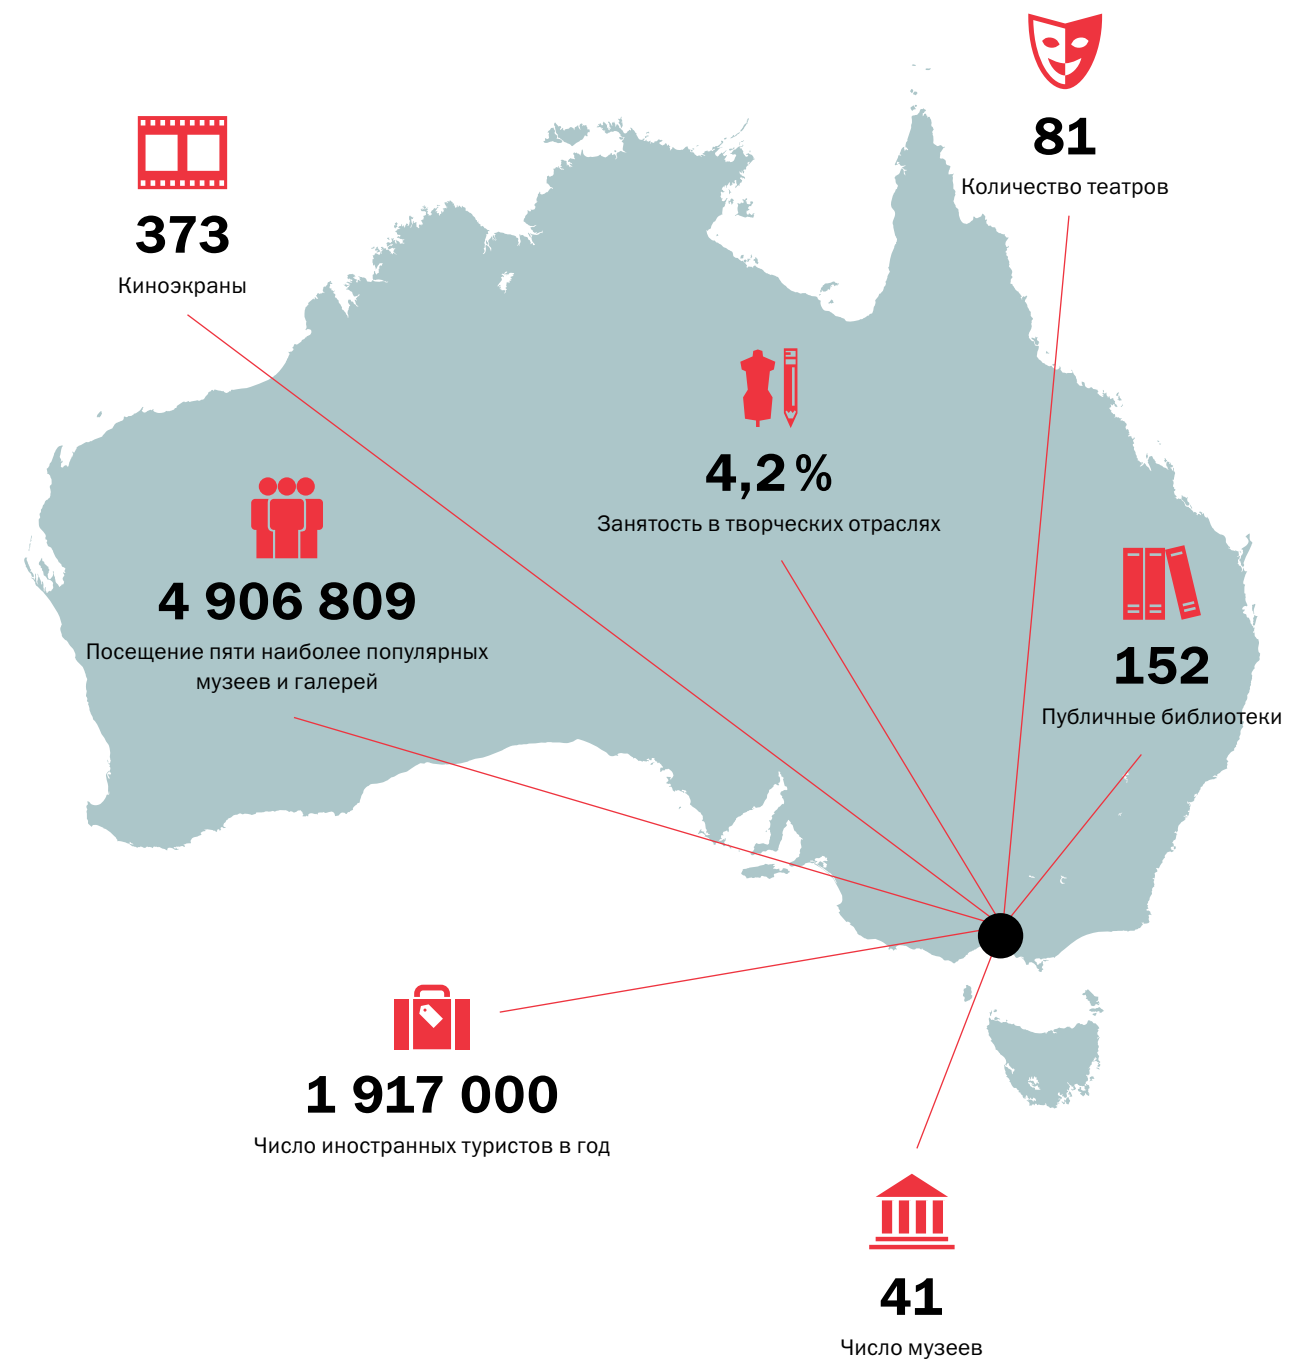 81
Количество театров
373
Киноэкраны
4,2 %
Занятость в творческих отраслях
4 906 809
Посещение пяти наиболее популярных
музеев и галерей
152
Публичные библиотеки
1 917 000
Число иностранных туристов в год
41
Число музеев